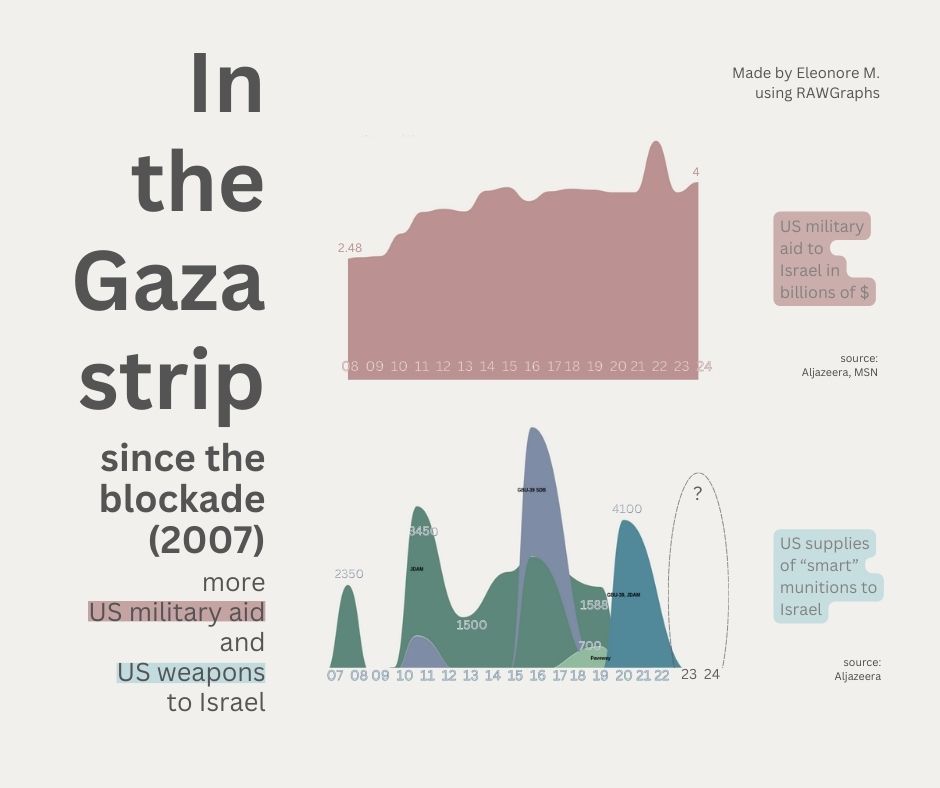 In
the
Gaza
strip
since the
blockade
(2007)
more
US military aid
and
US weapons
to Israel
Made by Eleonore M.
using RAWGraphs
4
2.48
08 09 10 11 12 13 14 15 16 17 18 19 20 21 22 23 24
US military
aid to
Israel in
billions of $
source:
Aljazeera, MSN
GBU-39 SDB
?
4100
3450
JDAM
2350
GBU-39, JDAM
1588
1500
700
Paveway
07 08 09 10 11 12 13 14 15 16 17 18 19 20 21 22 23 24
US supplies
of “smart”
munitions to
Israel
source:
Aljazeera